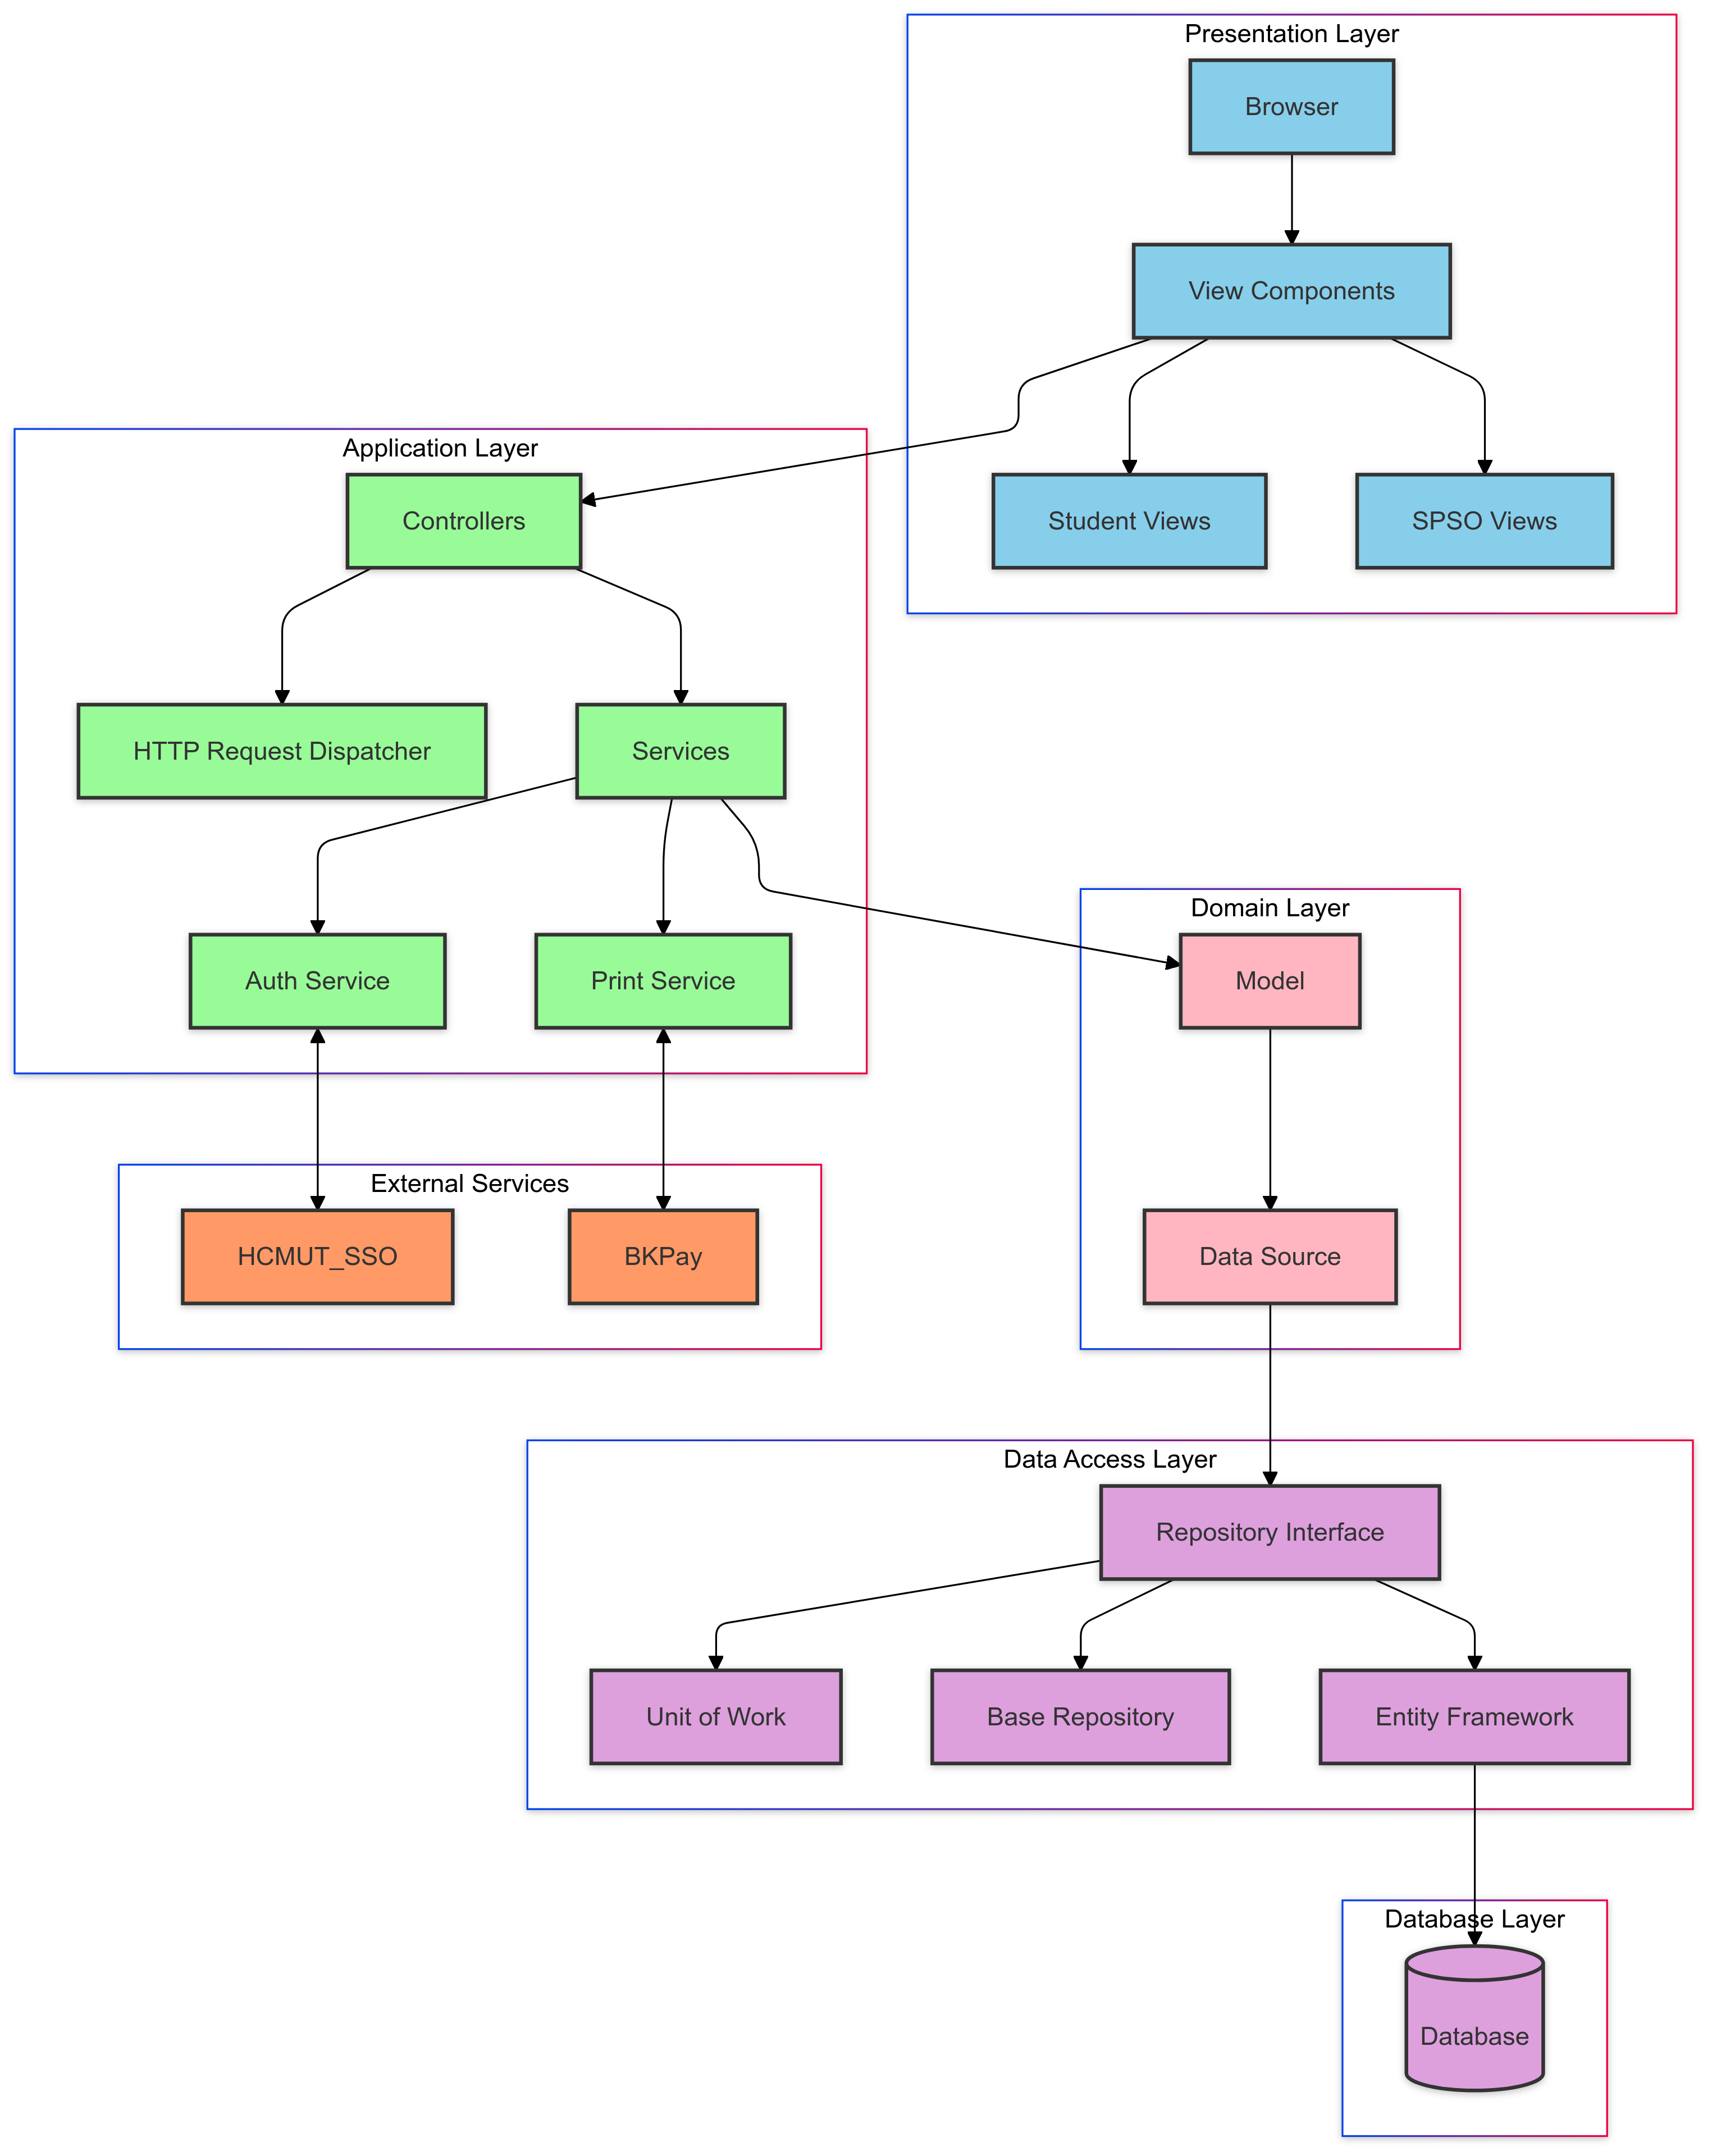 Presentation Layer
Browser
View Components
Student Views
SPSO Views
Application Layer
Controllers
HTTP Request Dispatcher
Services
Auth Service
Print Service
Domain Layer
Model
Data Source
External Services
HCMUT_SSO
BKPay
Data Access Layer
Repository Interface
Unit of Work
Base Repository
Entity Framework
Database Layer
Database